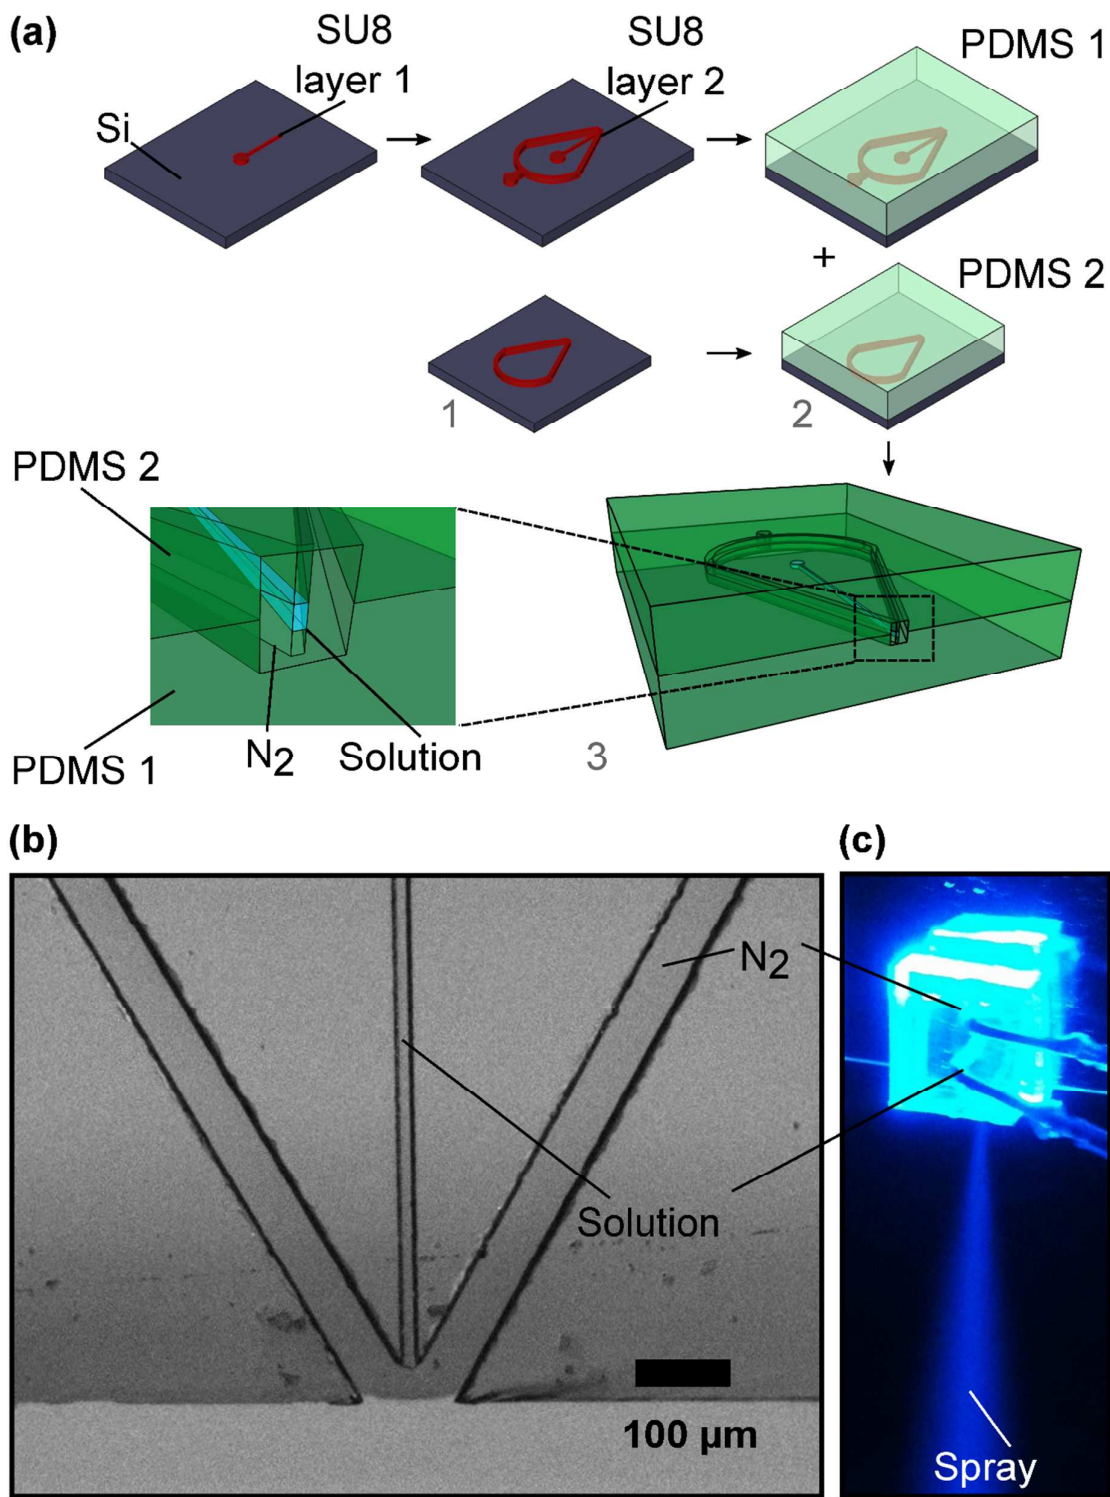 (a)
SU8
layer 1
SU8
layer 2
PDMS 1
Si
+
PDMS 2
1
2
PDMS 2
N2
Solution
PDMS 1
3
(b)
(c)
N2
Solution
100 µm
Spray